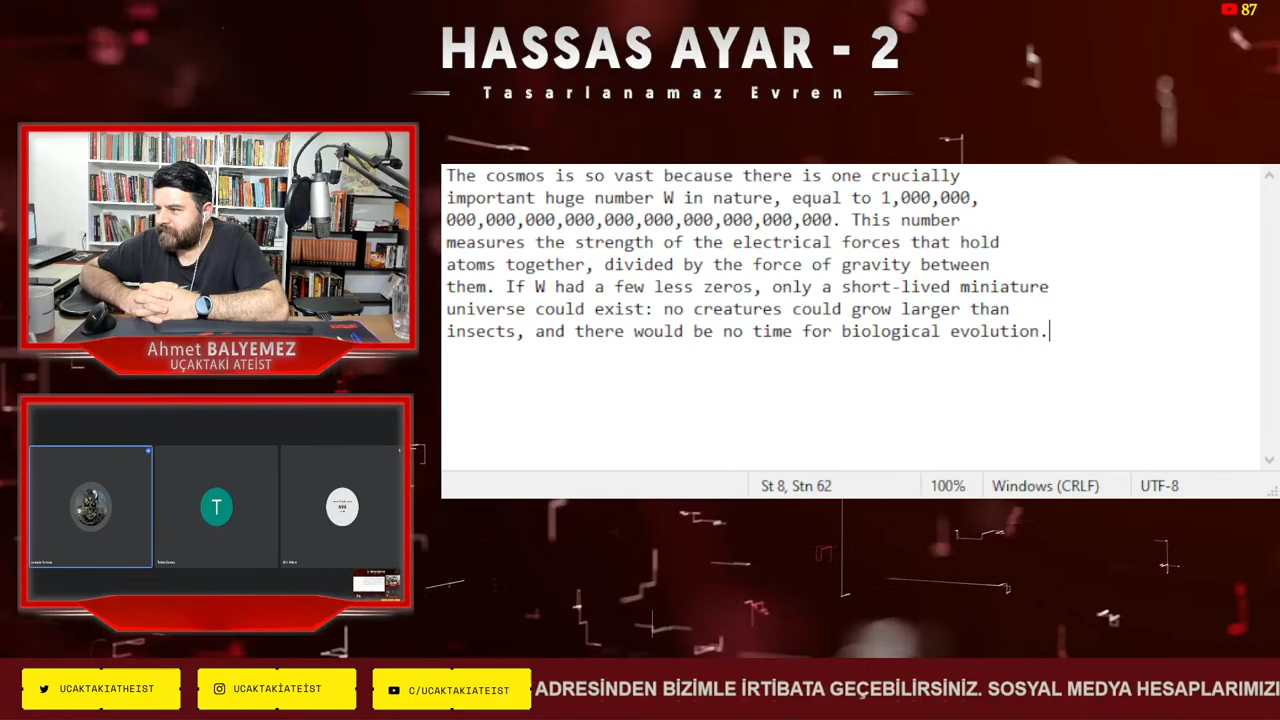 87
HASSAS AYAR - 2
Tasarlanamaz Evren
The cosmos is so vast because there is one crucially
important huge number W in nature, equal to 1,000,000,
000,000,000,000,000,000,000,000,000,000. This number
measures the strength of the electrical forces that hold
atoms together, divided by the force of gravity between
them. If W had a few less zeros, only a short-lived miniature
universe could exist: no creatures could grow larger than
insects, and there would be no time for biological evolution.
St 8, Stn 62
100%
Windows (CRLF)
UTF-8
Ahmet BALYEMEZ
UÇAKTAKİ ATEİST
T
UCAKTAKIATHEIST
UCAKTAKİATEİST
C/UCAKTAKIATEIST
ADRESİNDEN BİZİMLE İRTİBATA GEÇEBİLİRSİNİZ. SOSYAL MEDYA HESAPLARIMIZI